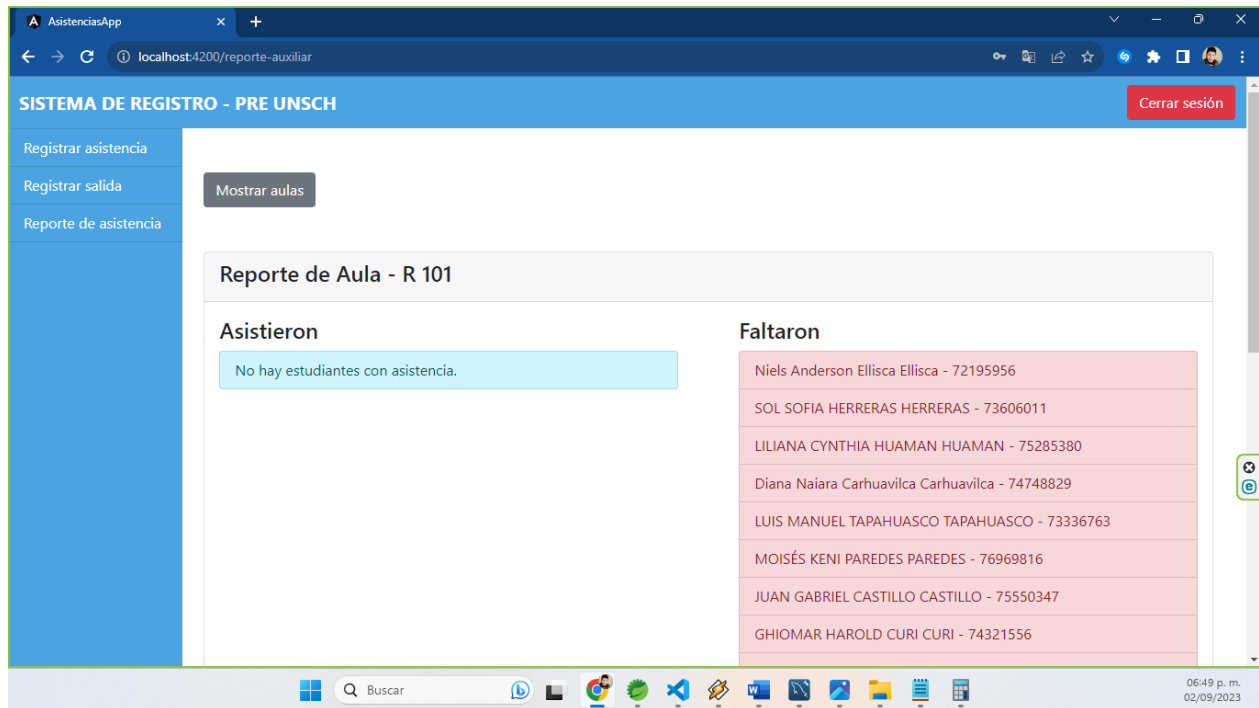 AsistenciasApp
localhost:4200/reporte-auxiliar
SISTEMA DE REGISTRO - PRE UNSCH
Cerrar sesión
Registrar asistencia
Registrar salida
Reporte de asistencia
Mostrar aulas
Reporte de Aula - R 101
Asistieron
No hay estudiantes con asistencia.
Faltaron
Niels Anderson Ellisca Ellisca - 72195956
SOL SOFIA HERRERAS HERRERAS - 73606011
LILIANA CYNTHIA HUAMAN HUAMAN - 75285380
Diana Naiara Carhuavilca Carhuavilca - 74748829
LUIS MANUEL TAPAHUASCO TAPAHUASCO - 73336763
MOISÉS KENI PAREDES PAREDES - 76969816
JUAN GABRIEL CASTILLO CASTILLO - 75550347
GHIOMAR HAROLD CURI CURI - 74321556
Buscar
06:49 p. m.
02/09/2023